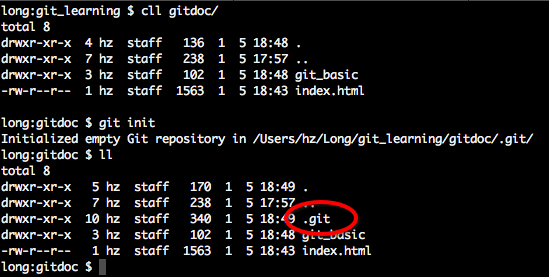 long:git_learning $ cll gitdoc/
total 8
drwxr-xr-x 4 hz staff 136 1 5 18:48 .
drwxr-xr-x 7 hz staff 238 1 5 17:57 ..
drwxr-xr-x 3 hz staff 102 1 5 18:48 git_basic
-rw-r--r-- 1 hz staff 1563 1 5 18:43 index.html
long:gitdoc $ git init
Initialized empty Git repository in /Users/hz/Long/git_learning/gitdoc/.git/
long:gitdoc $ ll
total 8
drwxr-xr-x 5 hz staff 170 1 5 18:49 .
drwxr-xr-x 7 hz staff 238 1 5 17:57 ..
drwxr-xr-x 10 hz staff 340 1 5 18:49 .git
drwxr-xr-x 3 hz staff 102 1 5 18:48 git_basic
-rw-r--r-- 1 hz staff 1563 1 5 18:43 index.html
long:gitdoc $